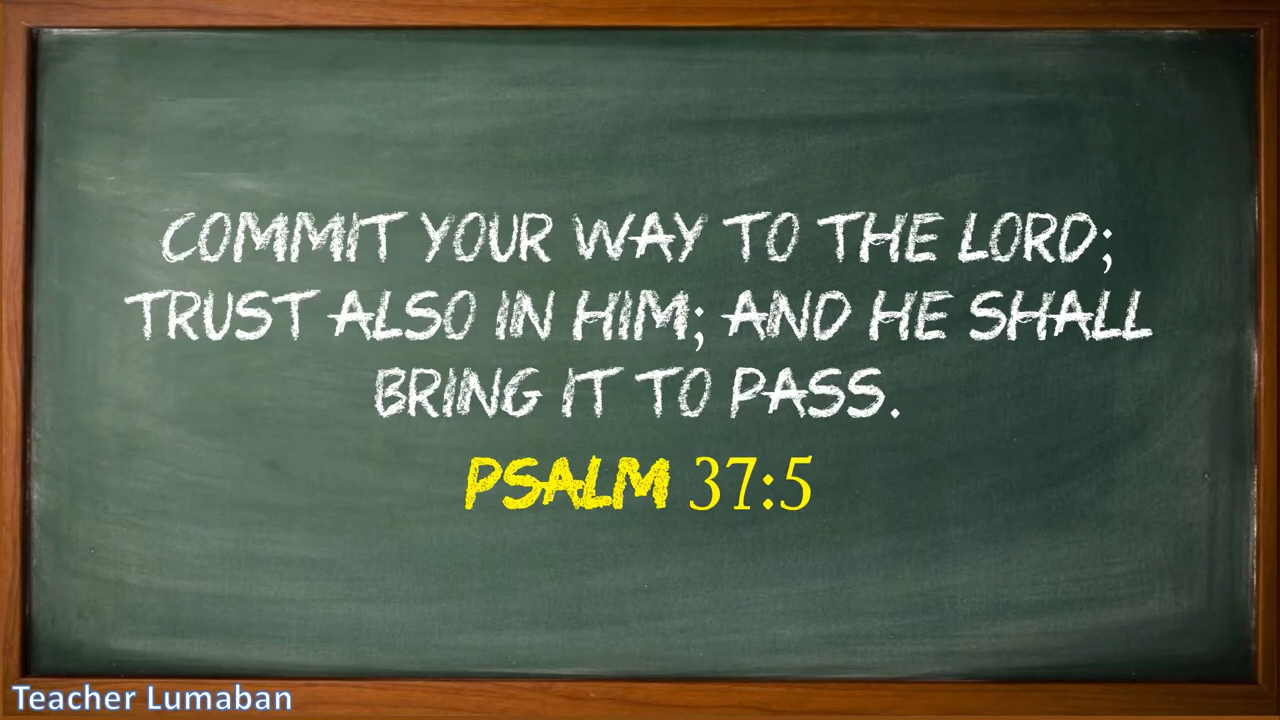 COMMIT YOUR WAY TO THE LORD;
TRUST ALSO IN HIM; AND HE SHALL
BRING IT TO PASS.
PSALM 37:5
Teacher Lumaban